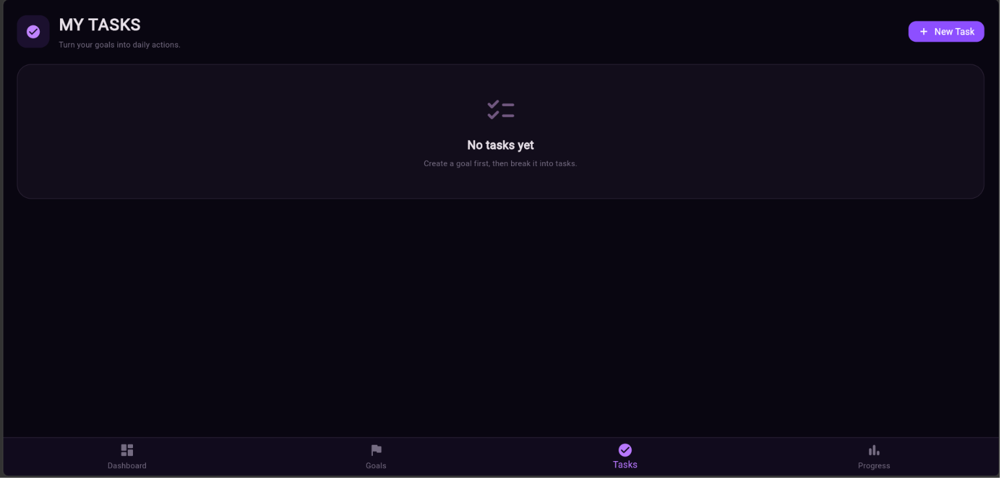 MY TASKS
Turn your goals into daily actions.
New Task
No tasks yet
Create a goal first, then break it into tasks.
Dashboard
Goals
Tasks
Progress